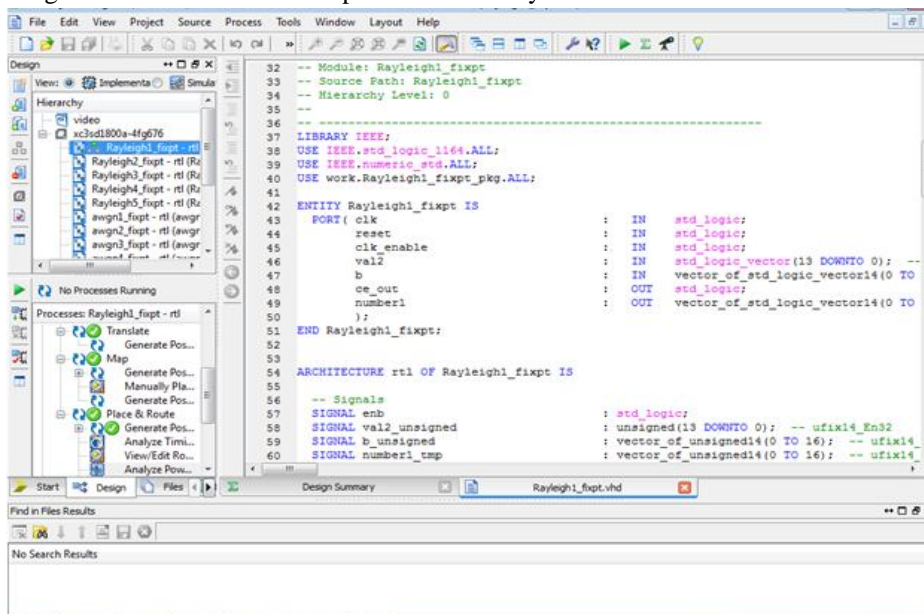 File Edit View Project Source Process Tools Window Layout Help
Design
View: Implementa Simula
Hierarchy
video
xc3sd1800a-4fg676
Rayleigh1_fixpt - rtl
Rayleigh2_fixpt - rtl (Ra
Rayleigh3_fixpt - rtl (Ra
Rayleigh4_fixpt - rtl (Ra
Rayleigh5_fixpt - rtl (Ra
awgn1_fixpt - rtl (awgr
awgn2_fixpt - rtl (awgr
awgn3_fixpt - rtl (awgr
No Processes Running
Processes: Rayleigh1_fixpt - rtl
Translate
Generate Pos...
Map
Generate Pos...
Manually Pla...
Generate Pos...
Place & Route
Generate Pos...
Analyze Timi...
View/Edit Ro...
Analyze Pow...
Start Design Files
32 -- Module: Rayleigh1_fixpt
33 -- Source Path: Rayleigh1_fixpt
34 -- Hierarchy Level: 0
35 --
36 -- -------------------------------------------------------------
37 LIBRARY IEEE;
38 USE IEEE.std_logic_1164.ALL;
39 USE IEEE.numeric_std.ALL;
40 USE work.Rayleigh1_fixpt_pkg.ALL;
41
42 ENTITY Rayleigh1_fixpt IS
43 PORT( clk : IN std_logic;
44 reset : IN std_logic;
45 clk_enable : IN std_logic;
46 val2 : IN std_logic_vector(13 DOWNTO 0); --
47 b : IN vector_of_std_logic_vector14(0 TO
48 ce_out : OUT std_logic;
49 number1 : OUT vector_of_std_logic_vector14(0 TO
50 );
51 END Rayleigh1_fixpt;
52
53
54 ARCHITECTURE rtl OF Rayleigh1_fixpt IS
55
56 -- Signals
57 SIGNAL enb : std_logic;
58 SIGNAL val2_unsigned : unsigned(13 DOWNTO 0); -- ufix14_En32
59 SIGNAL b_unsigned : vector_of_unsigned14(0 TO 16); -- ufix14_
60 SIGNAL number1_tmp : vector_of_unsigned14(0 TO 16); -- ufix14_
Design Summary Rayleigh1_fixpt.vhd
Find in Files Results
No Search Results